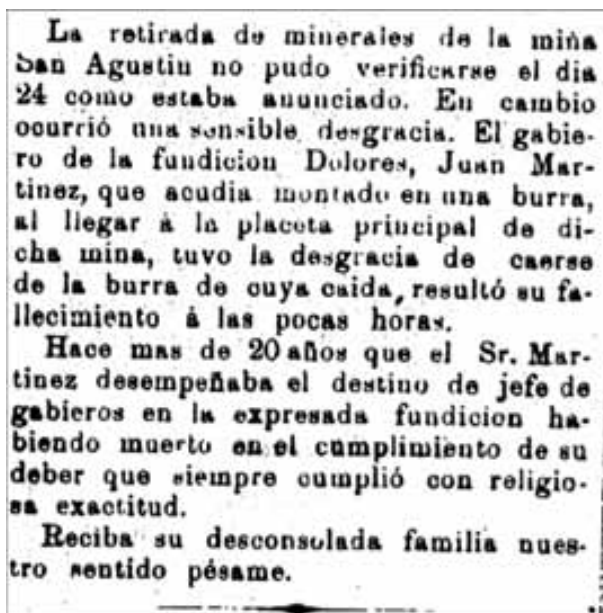 La retirada de minerales de la mina
San Agustiu no pudo verificarse el dia
24 como estaba anunciado. En cambio
ocurrió una sensible desgracia. El gabie-
ro de la fundicion Dolores, Juan Mar-
tinez, que acudia montado en una burra,
al llegar á la placeta principal de di-
cha mina, tuvo la desgracia de caerse
de la burra de cuya caida, resultó su fa-
llecimiento á las pocas horas.
Hace mas de 20 años que el Sr. Mar-
tinez desempeñaba el destino de jefe de
gabieros en la expresada fundicion ha-
biendo muerto en el cumplimiento de su
deber que siempre cumplió con religio-
sa exactitud.
Reciba su desconsolada familia nues-
tro sentido pésame.